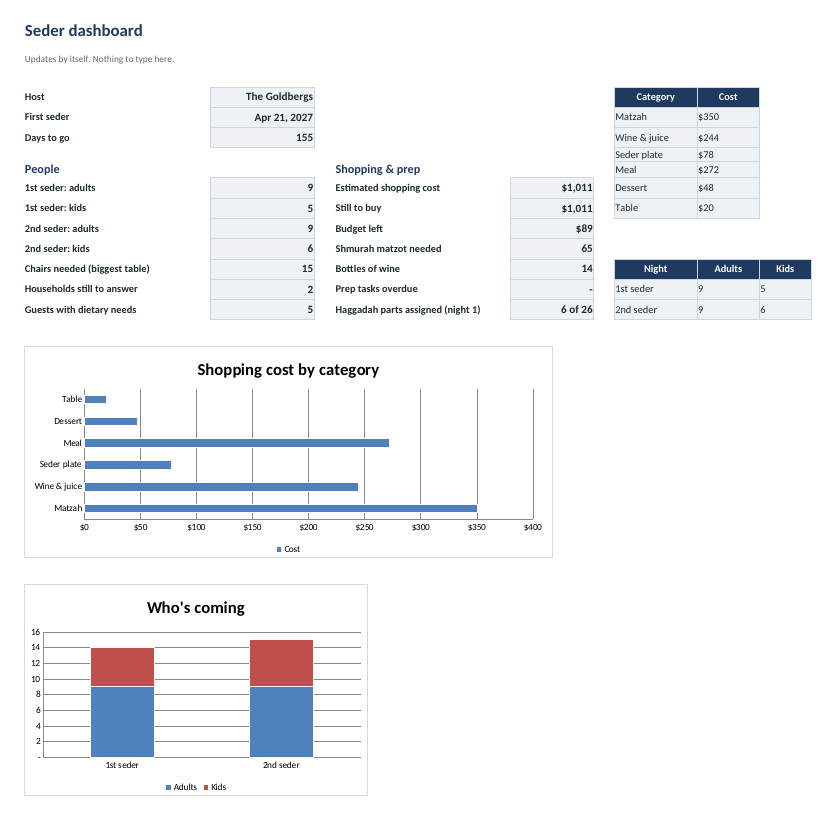 Seder dashboard
Updates by itself. Nothing to type here.
Host The Goldbergs
First seder Apr 21, 2027
Days to go 155
People
1st seder: adults 9
1st seder: kids 5
2nd seder: adults 9
2nd seder: kids 6
Chairs needed (biggest table) 15
Households still to answer 2
Guests with dietary needs 5
Shopping & prep
Estimated shopping cost $1,011
Still to buy $1,011
Budget left $89
Shmurah matzot needed 65
Bottles of wine 14
Prep tasks overdue -
Haggadah parts assigned (night 1) 6 of 26
Category Cost
Matzah $350
Wine & juice $244
Seder plate $78
Meal $272
Dessert $48
Table $20
Night Adults Kids
1st seder 9 5
2nd seder 9 6
Shopping cost by category
Table
Dessert
Meal
Seder plate
Wine & juice
Matzah
$0 $50 $100 $150 $200 $250 $300 $350 $400
Cost
Who's coming
16
14
12
10
8
6
4
2
-
1st seder 2nd seder
Adults Kids